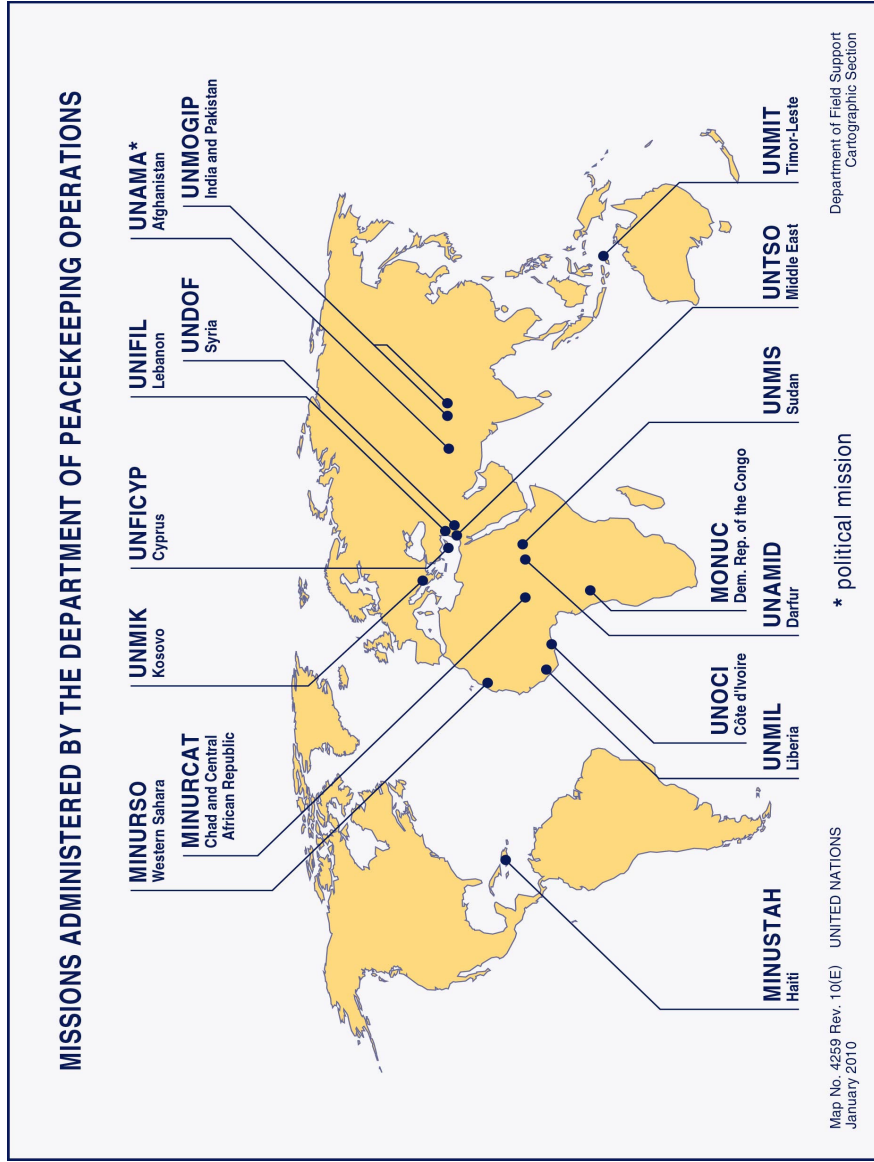 MISSIONS ADMINISTERED BY THE DEPARTMENT OF PEACEKEEPING OPERATIONS
MINURSO
Western Sahara
MINURCAT
Chad and Central
African Republic
UNMIK
Kosovo
UNFICYP
Cyprus
UNIFIL
Lebanon
UNDOF
Syria
UNAMA*
Afghanistan
UNMOGIP
India and Pakistan
MINUSTAH
Haiti
UNMIL
Liberia
UNOCI
Côte d'Ivoire
UNAMID
Darfur
MONUC
Dem. Rep. of the Congo
UNMIS
Sudan
UNTSO
Middle East
UNMIT
Timor-Leste
* political mission
Map No. 4259 Rev. 10(E) UNITED NATIONS
January 2010
Department of Field Support
Cartographic Section